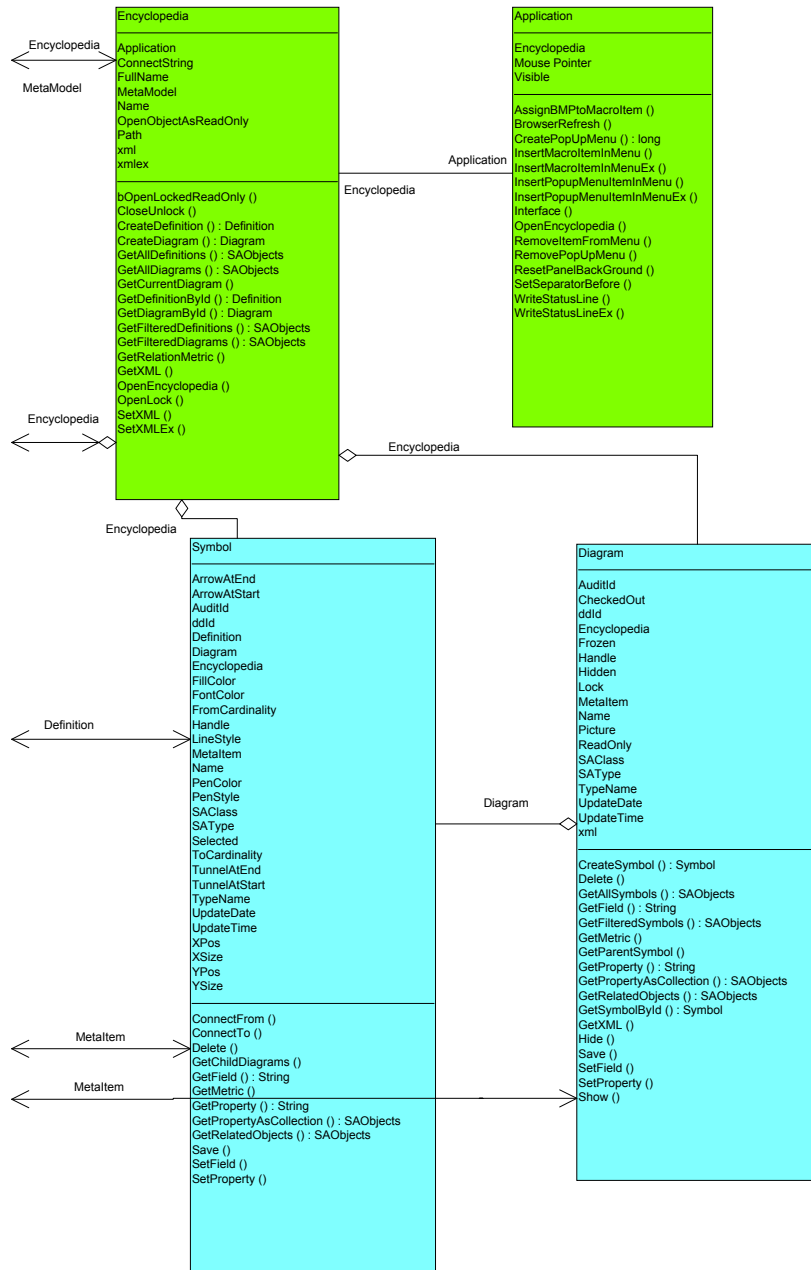 Encyclopedia
Application
ConnectString
FullName
MetaModel
Name
OpenObjectAsReadOnly
Path
xml
xmlex
bOpenLockedReadOnly ()
CloseUnlock ()
CreateDefinition () : Definition
CreateDiagram () : Diagram
GetAllDefinitions () : SAObjects
GetAllDiagrams () : SAObjects
GetCurrentDiagram ()
GetDefinitionById () : Definition
GetDiagramById () : Diagram
GetFilteredDefinitions () : SAObjects
GetFilteredDiagrams () : SAObjects
GetRelationMetric ()
GetXML ()
OpenEncyclopedia ()
OpenLock ()
SetXML ()
SetXMLEx ()
Encyclopedia
MetaModel
Encyclopedia
Application
Encyclopedia
Application
Encyclopedia
Mouse Pointer
Visible
AssignBMPtoMacroItem ()
BrowserRefresh ()
CreatePopUpMenu () : long
InsertMacroItemInMenu ()
InsertMacroItemInMenuEx ()
InsertPopupMenuItemInMenu ()
InsertPopupMenuItemInMenuEx ()
Interface ()
OpenEncyclopedia ()
RemoveItemFromMenu ()
RemovePopUpMenu ()
ResetPanelBackGround ()
SetSeparatorBefore ()
WriteStatusLine ()
WriteStatusLineEx ()
Encyclopedia
Encyclopedia
Symbol
ArrowAtEnd
ArrowAtStart
AuditId
ddId
Definition
Diagram
Encyclopedia
FillColor
FontColor
FromCardinality
Handle
LineStyle
MetaItem
Name
PenColor
PenStyle
SAClass
SAType
Selected
ToCardinality
TunnelAtEnd
TunnelAtStart
TypeName
UpdateDate
UpdateTime
XPos
XSize
YPos
YSize
ConnectFrom ()
ConnectTo ()
Delete ()
GetChildDiagrams ()
GetField () : String
GetMetric ()
GetProperty () : String
GetPropertyAsCollection () : SAObjects
GetRelatedObjects () : SAObjects
Save ()
SetField ()
SetProperty ()
Definition
MetaItem
MetaItem
Diagram
Diagram
AuditId
CheckedOut
ddId
Encyclopedia
Frozen
Handle
Hidden
Lock
MetaItem
Name
Picture
ReadOnly
SAClass
SAType
TypeName
UpdateDate
UpdateTime
xml
CreateSymbol () : Symbol
Delete ()
GetAllSymbols () : SAObjects
GetField () : String
GetFilteredSymbols () : SAObjects
GetMetric ()
GetParentSymbol ()
GetProperty () : String
GetPropertyAsCollection () : SAObjects
GetRelatedObjects () : SAObjects
GetSymbolById () : Symbol
GetXML ()
Hide ()
Save ()
SetField ()
SetProperty ()
Show ()